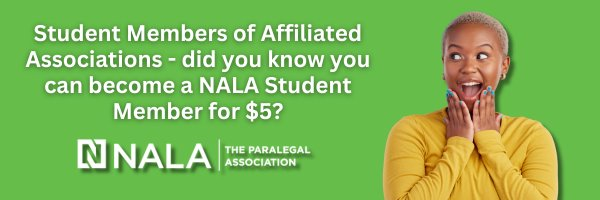 Student Members of Affiliated
Associations - did you know you
can become a NALA Student
Member for $5?
NALA
THE PARALEGAL
ASSOCIATION